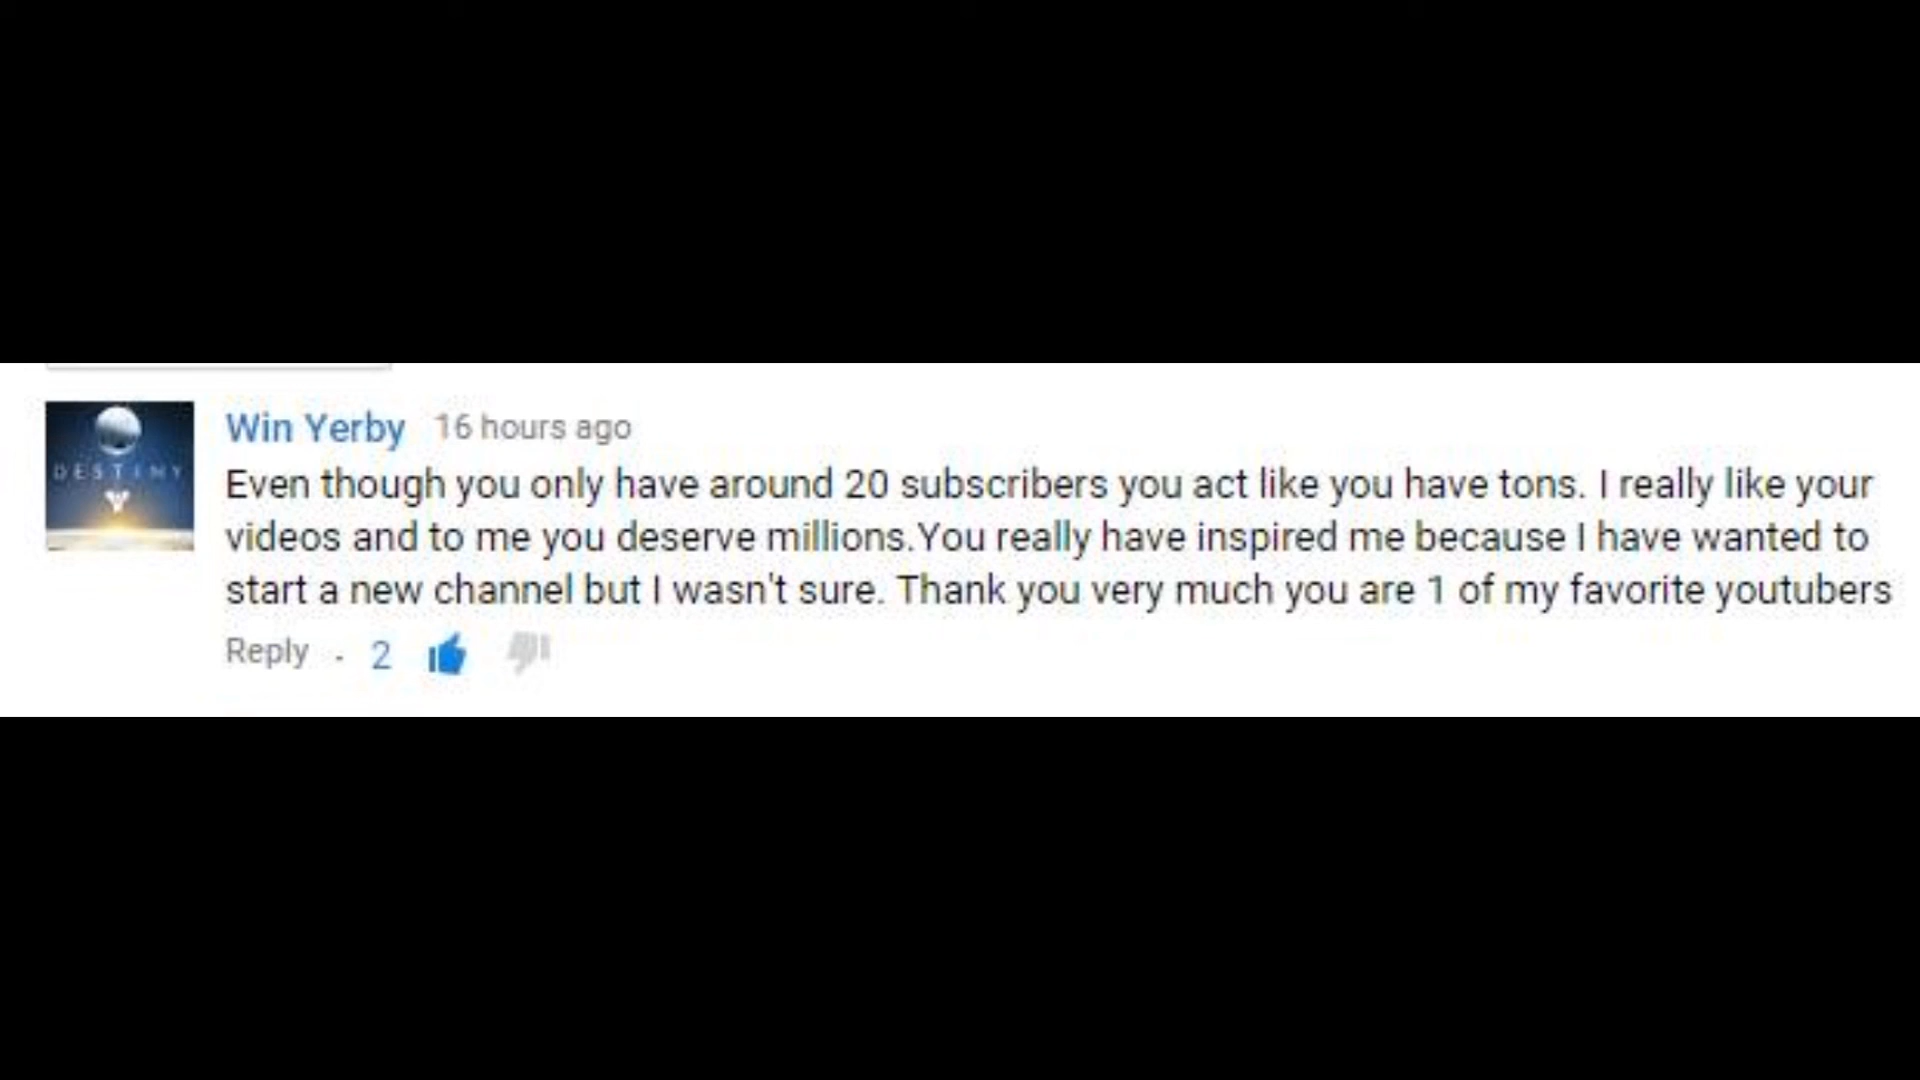 DESTINY
Win Yerby 16 hours ago
Even though you only have around 20 subscribers you act like you have tons. I really like your
videos and to me you deserve millions.You really have inspired me because I have wanted to
start a new channel but I wasn't sure. Thank you very much you are 1 of my favorite youtubers
Reply · 2